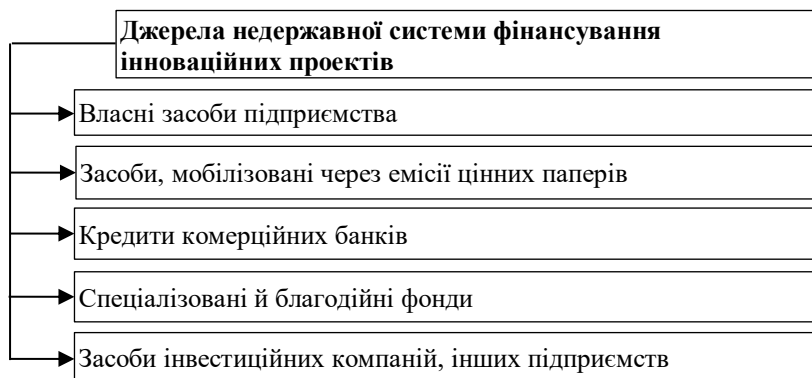 Джерела недержавної системи фінансування
інноваційних проектів
Власні засоби підприємства
Засоби, мобілізовані через емісії цінних паперів
Кредити комерційних банків
Спеціалізовані й благодійні фонди
Засоби інвестиційних компаній, інших підприємств